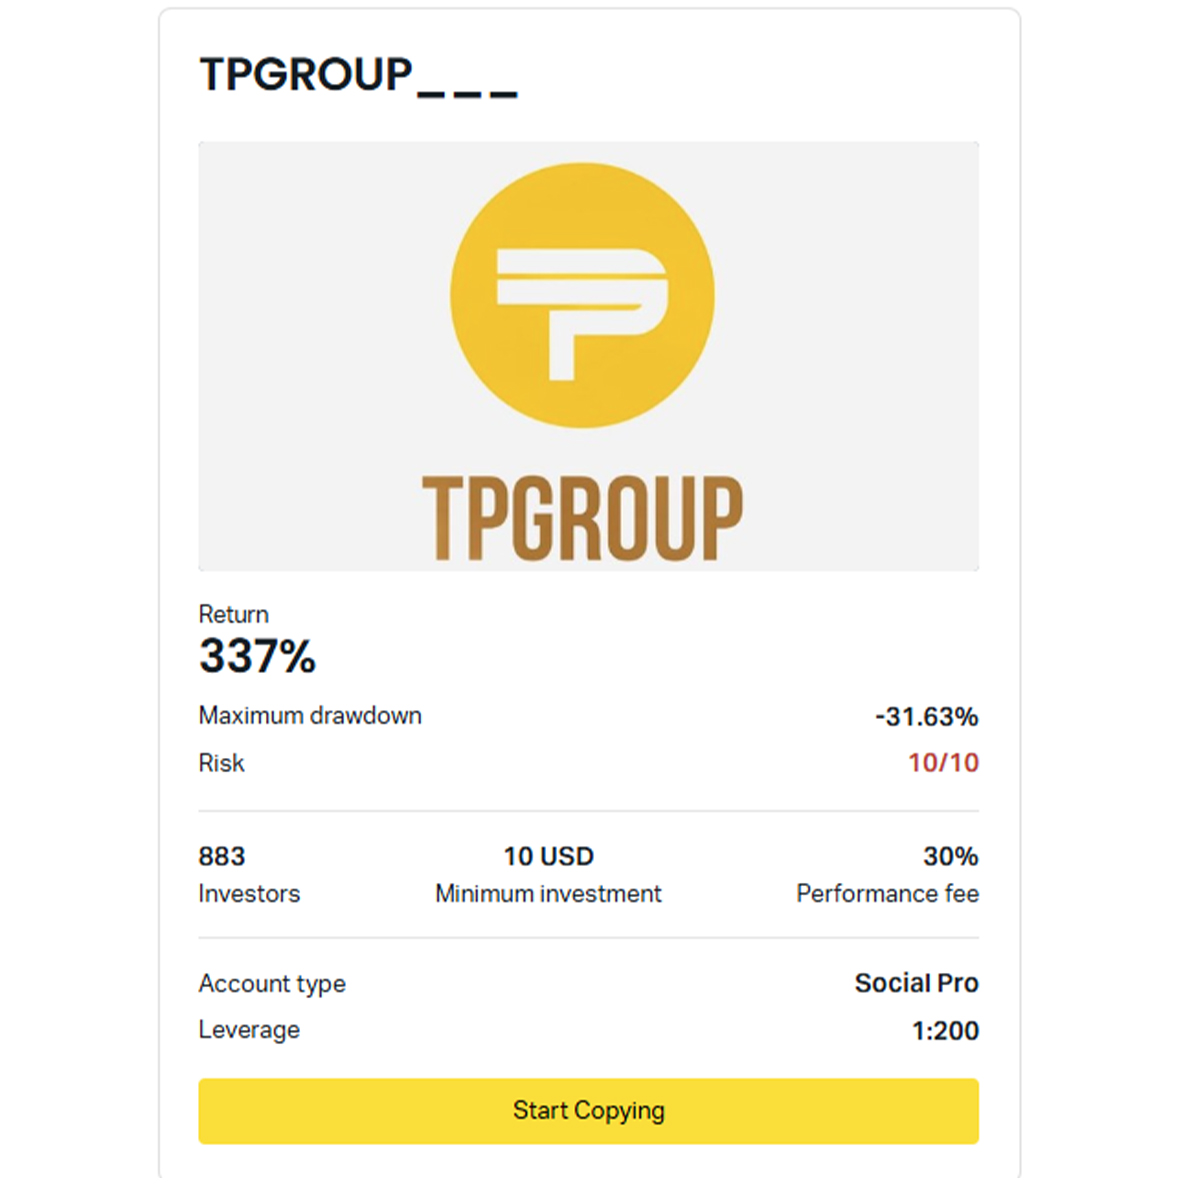 TPGROUP___
TPGROUP
Return
337%
Maximum drawdown -31.63%
Risk 10/10
883 10 USD 30%
Investors Minimum investment Performance fee
Account type Social Pro
Leverage 1:200
Start Copying